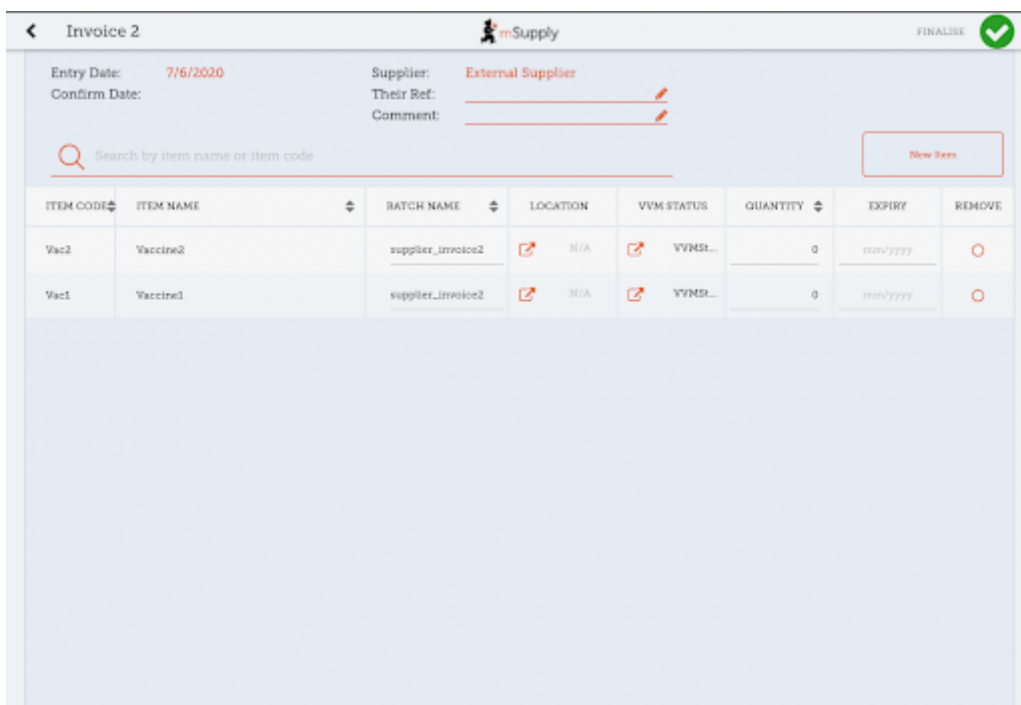 Invoice 2 mSupply FINALISE
Entry Date: 7/6/2020 Supplier: External Supplier
Confirm Date: Their Ref:
Comment:
Search by item name or item code New Item
ITEM CODE ITEM NAME BATCH NAME LOCATION VVM STATUS QUANTITY EXPIRY REMOVE
Vac2 Vaccine2 supplier_invoice2 N/A VVMSt... 0 mm/yyyy
Vac1 Vaccine1 supplier_invoice2 N/A VVMSt... 0 mm/yyyy